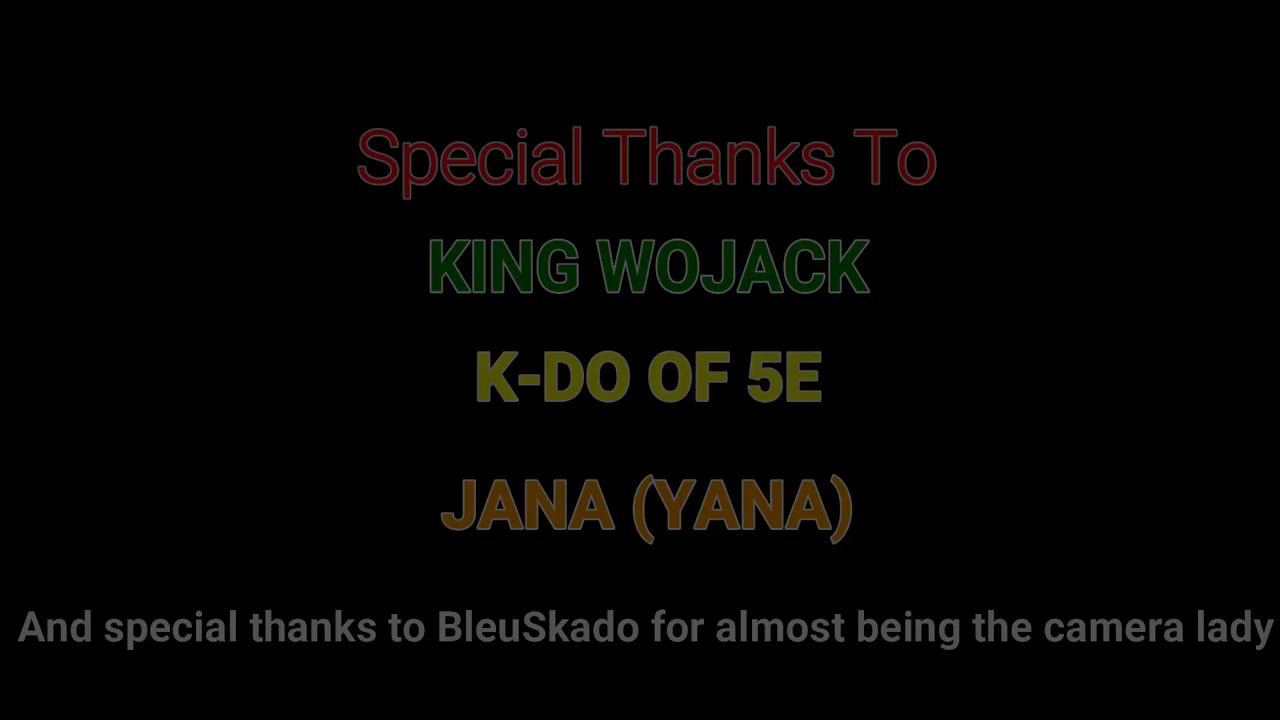 Special Thanks To
KING WOJACK
K-DO OF 5E
JANA (YANA)
And special thanks to BleuSkado for almost being the camera lady